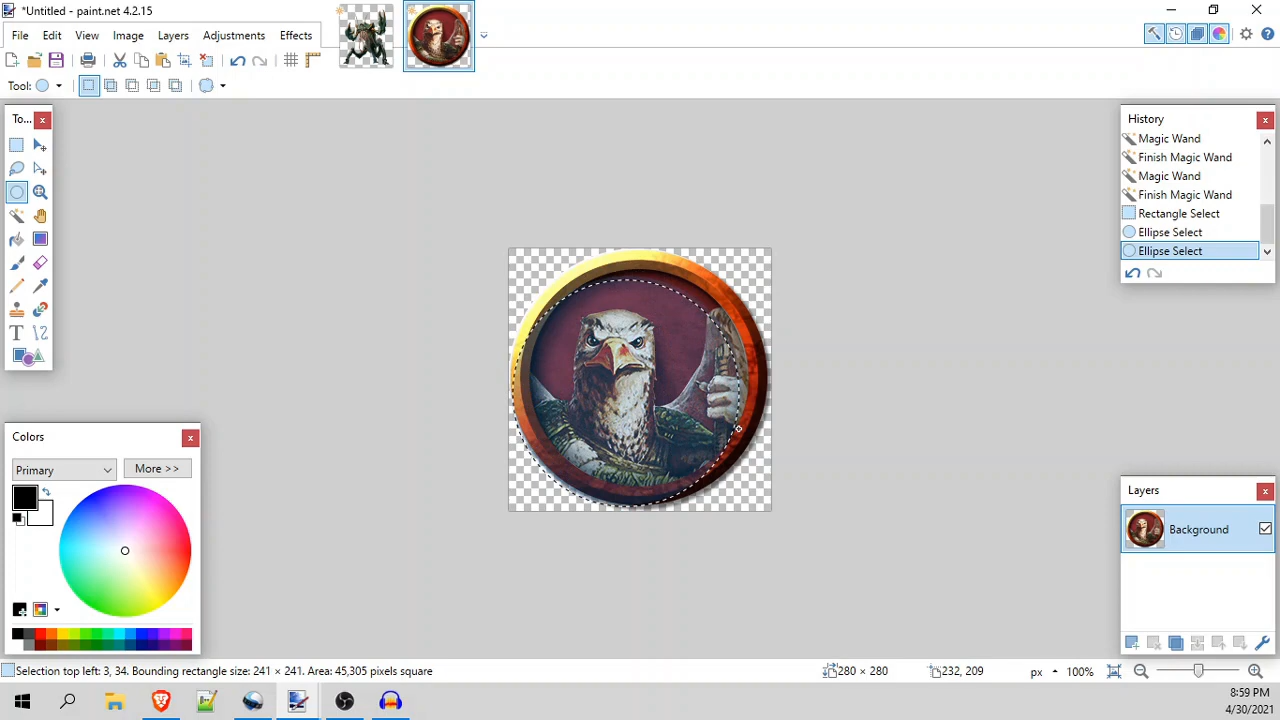 *Untitled - paint.net 4.2.15
File Edit View Image Layers Adjustments Effects
Tool:
To...
History
Magic Wand
Finish Magic Wand
Magic Wand
Finish Magic Wand
Rectangle Select
Ellipse Select
Ellipse Select
Colors
Primary
More >>
Layers
Background
Selection top left: 3, 34. Bounding rectangle size: 241 × 241. Area: 45,305 pixels square
280 × 280
232, 209
px
100%
8:59 PM
4/30/2021